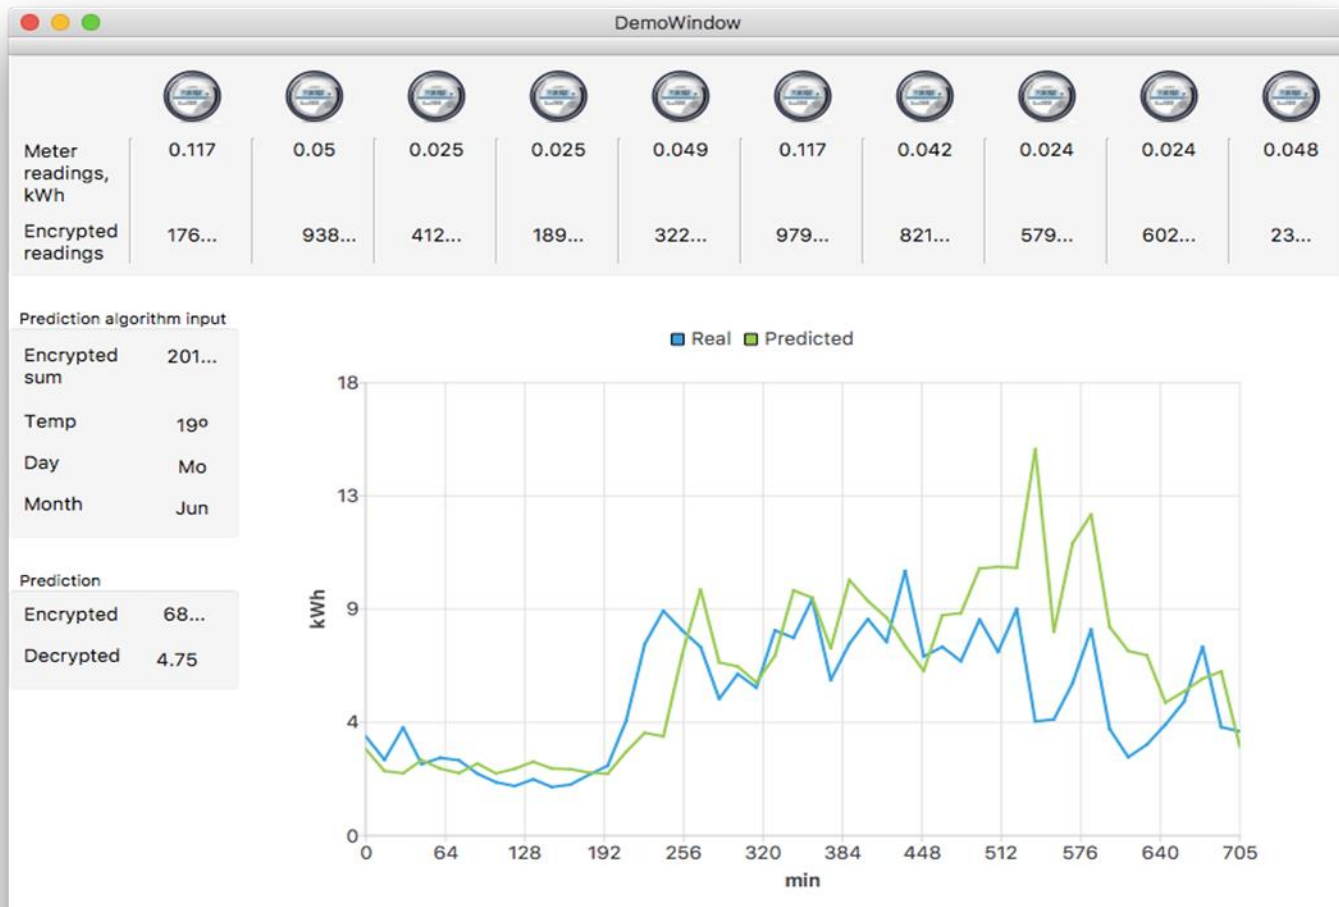 DemoWindow
Meter readings, kWh
0.117 0.05 0.025 0.025 0.049 0.117 0.042 0.024 0.024 0.048
Encrypted readings
176... 938... 412... 189... 322... 979... 821... 579... 602... 23...
Prediction algorithm input
Encrypted sum 201...
Temp 19º
Day Mo
Month Jun
Prediction
Encrypted 68...
Decrypted 4.75
Real Predicted
18
13
9
4
0
kWh
0 64 128 192 256 320 384 448 512 576 640 705
min